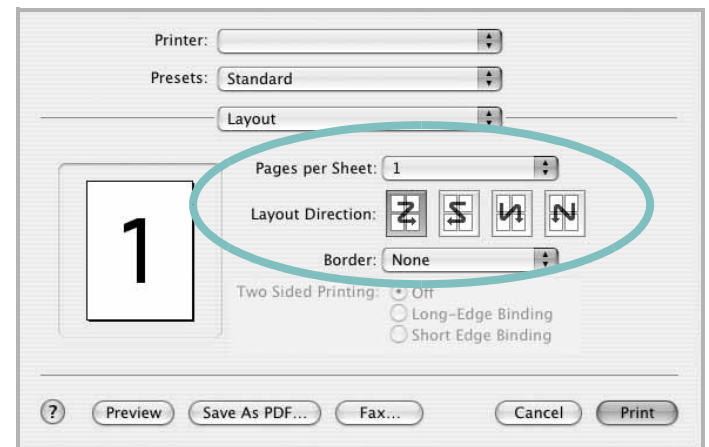 Printer:
Presets: Standard
Layout
Pages per Sheet: 1
Layout Direction:
Border: None
Two Sided Printing: Off
Long-Edge Binding
Short Edge Binding
1
? Preview Save As PDF... Fax... Cancel Print